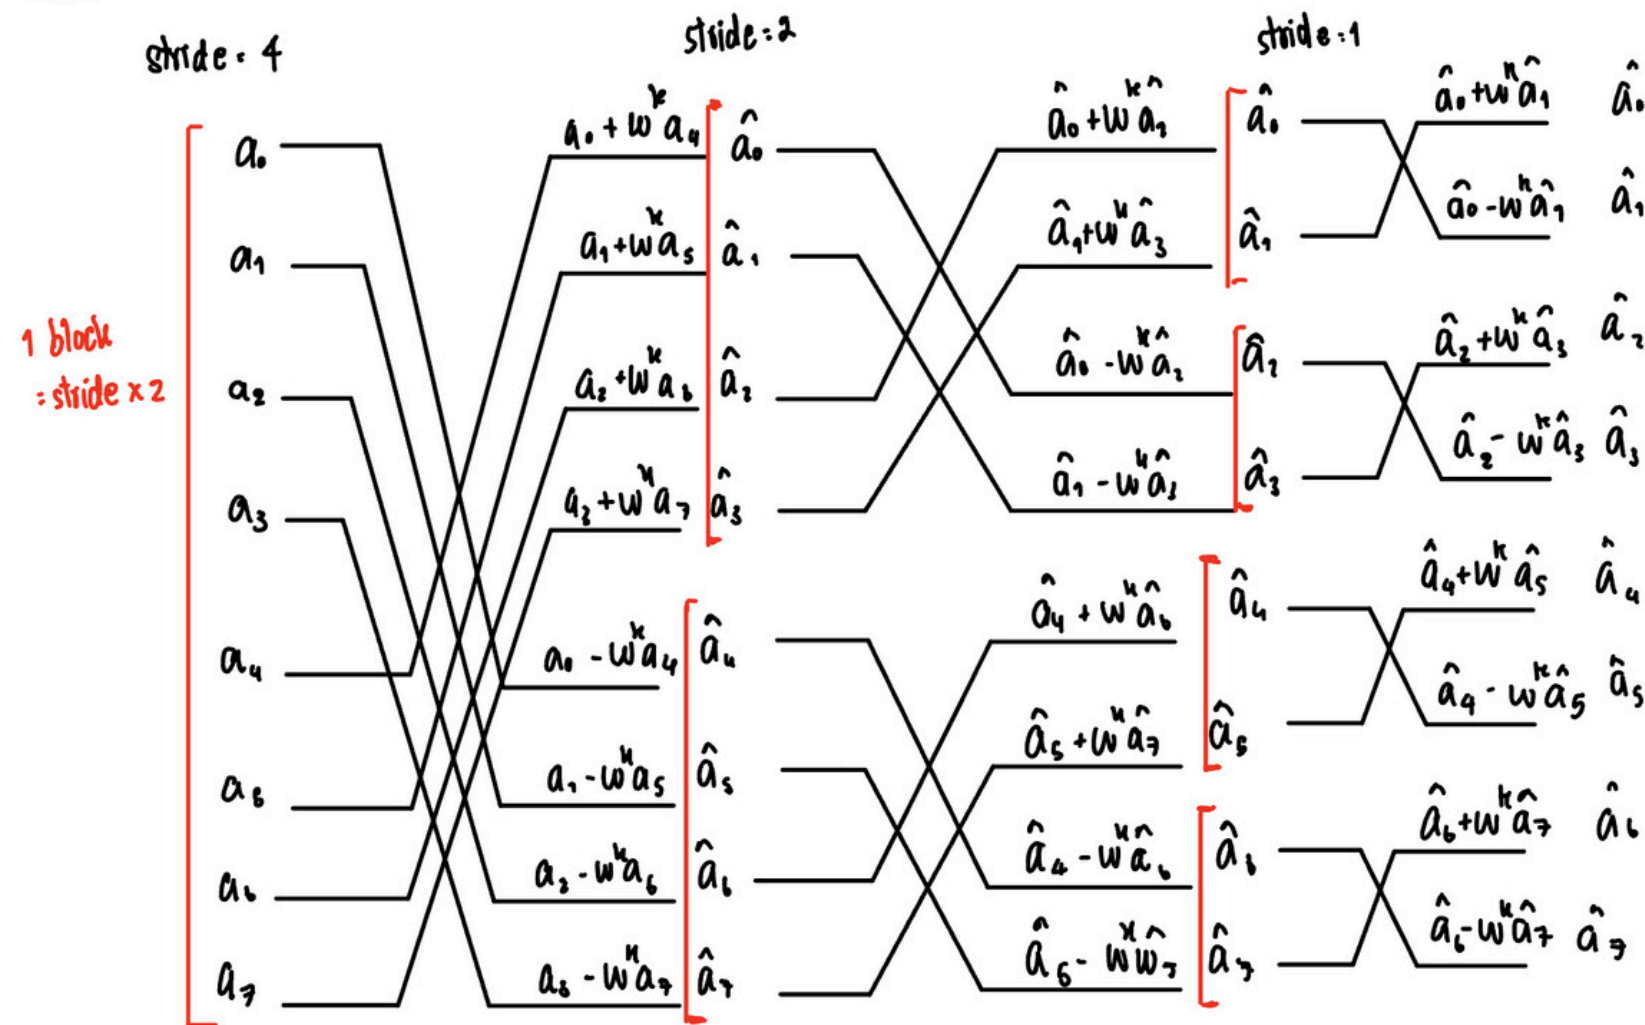 stride = 4
stride = 2
stride = 1
1 block
= stride × 2
a₀
a₁
a₂
a₃
a₄
a₅
a₆
a₇
a₀ + wᵏa₄
a₁ + wᵏa₅
a₂ + wᵏa₆
a₃ + wᵏa₇
a₀ - wᵏa₄
a₁ - wᵏa₅
a₂ - wᵏa₆
a₃ - wᵏa₇
â₀
â₁
â₂
â₃
â₄
â₅
â₆
â₇
â₀ + wᵏâ₂
â₁ + wᵏâ₃
â₀ - wᵏâ₂
â₁ - wᵏâ₃
â₄ + wᵏâ₆
â₅ + wᵏâ₇
â₄ - wᵏâ₆
â₅ - wᵏŵ₇
â₀
â₁
â₂
â₃
â₄
â₅
â₆
â₇
â₀ + wᵏâ₁ â₀
â₀ - wᵏâ₁ â₁
â₂ + wᵏâ₃ â₂
â₂ - wᵏâ₃ â₃
â₄ + wᵏâ₅ â₄
â₄ - wᵏâ₅ â₅
â₆ + wᵏâ₇ â₆
â₆ - wᵏâ₇ â₇